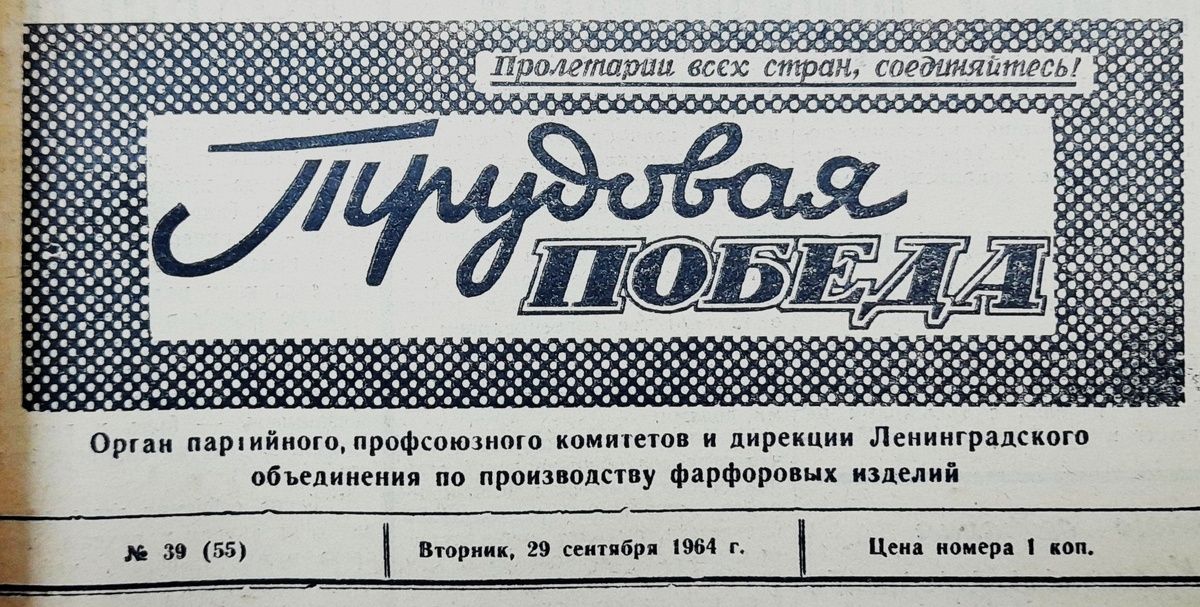 Пролетарии всех стран, соединяйтесь!
Трудовая
ПОБЕДА
Орган партийного, профсоюзного комитетов и дирекции Ленинградского
объединения по производству фарфоровых изделий
№ 39 (55) Вторник, 29 сентября 1964 г. Цена номера 1 коп.